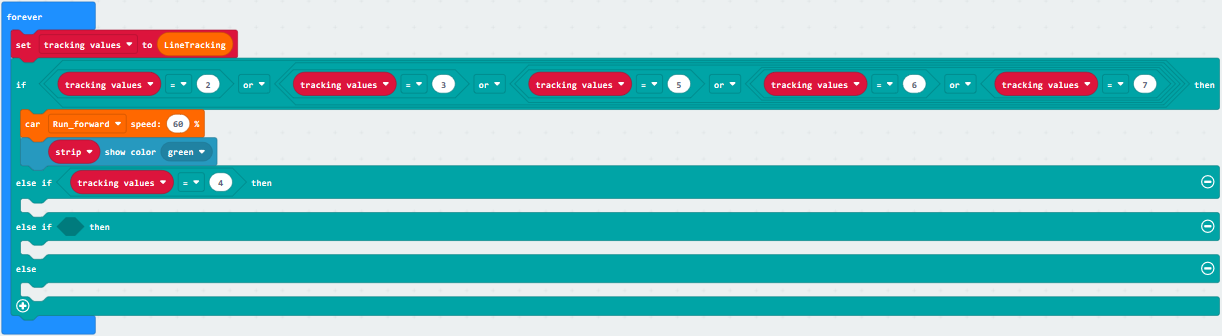 forever
set tracking values to LineTracking
if tracking values = 2 or tracking values = 3 or tracking values = 5 or tracking values = 6 or tracking values = 7 then
car Run_forward speed: 60 %
strip show color green
else if tracking values = 4 then
else if then
else